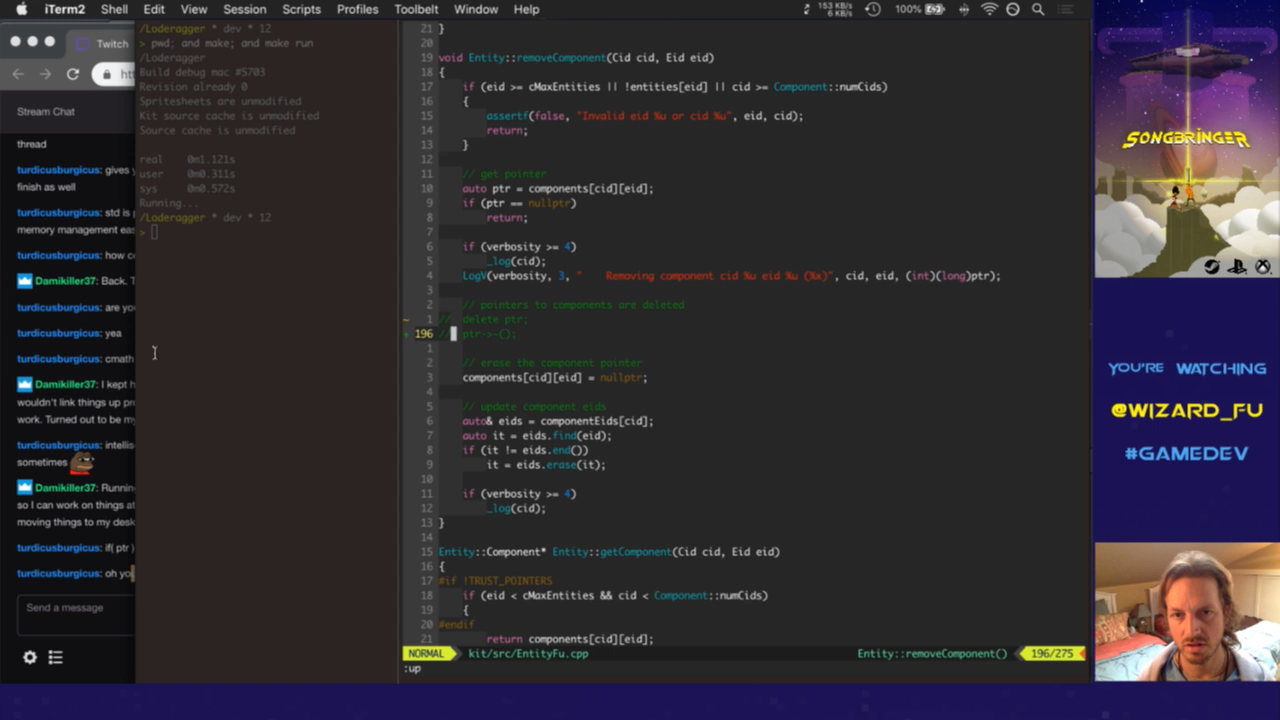 iTerm2 Shell Edit View Session Scripts Profiles Toolbelt Window Help
153 KB/s
6 KB/s
100%
Twitch
Stream Chat
thread
turdicusburgicus: gives y
finish as well
turdicusburgicus: std is p
memory management eas
turdicusburgicus: how c
Damikiller37: Back. T
turdicusburgicus: are you
turdicusburgicus: yea
turdicusburgicus: cmath
Damikiller37: I kept h
wouldn't link things up pro
work. Turned out to be my
turdicusburgicus: intellis
sometimes
Damikiller37: Runnin
so I can work on things at
moving things to my desk
turdicusburgicus: if( ptr )
turdicusburgicus: oh yo
Send a message
/Loderagger * dev * 12
> pwd; and make; and make run
/Loderagger
Build debug mac #5703
Revision already 0
Spritesheets are unmodified
Kit source cache is unmodified
Source cache is unmodified
real 0m1.121s
user 0m0.311s
sys 0m0.572s
Running...
/Loderagger * dev * 12
>
21 }
20
19 void Entity::removeComponent(Cid cid, Eid eid)
18 {
17 if (eid >= cMaxEntities || !entities[eid] || cid >= Component::numCids)
16 {
15 assertf(false, "Invalid eid %u or cid %u", eid, cid);
14 return;
13 }
12
11 // get pointer
10 auto ptr = components[cid][eid];
9 if (ptr == nullptr)
8 return;
7
6 if (verbosity >= 4)
5 _log(cid);
4 LogV(verbosity, 3, " Removing component cid %u eid %u (%x)", cid, eid, (int)(long)ptr);
3
2 // pointers to components are deleted
~ 1 // delete ptr;
+ 196 // ptr->~();
1
2 // erase the component pointer
3 components[cid][eid] = nullptr;
4
5 // update component eids
6 auto& eids = componentEids[cid];
7 auto it = eids.find(eid);
8 if (it != eids.end())
9 it = eids.erase(it);
10
11 if (verbosity >= 4)
12 _log(cid);
13 }
14
15 Entity::Component* Entity::getComponent(Cid cid, Eid eid)
16 {
17 #if !TRUST_POINTERS
18 if (eid < cMaxEntities && cid < Component::numCids)
19 {
20 #endif
21 return components[cid][eid];
NORMAL kit/src/EntityFu.cpp Entity::removeComponent() 196/275
:up
SONGBRINGER
YOU'RE WATCHING
@WIZARD_FU
#GAMEDEV